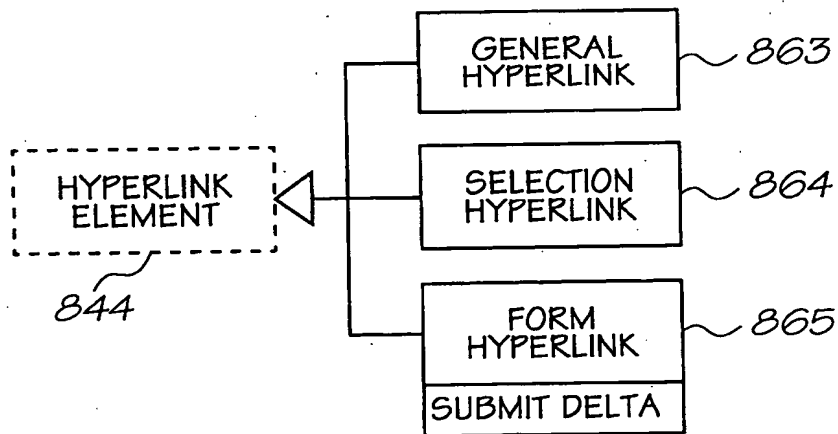 GENERAL
HYPERLINK
863
HYPERLINK
ELEMENT
844
SELECTION
HYPERLINK
864
FORM
HYPERLINK
865
SUBMIT DELTA